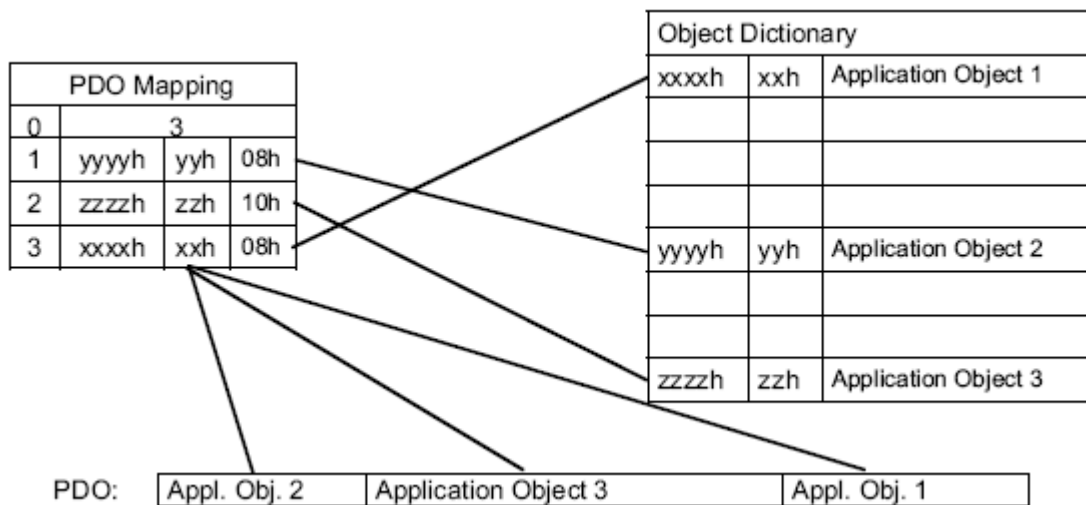 PDO Mapping
0 3
1 yyyyh yyh 08h
2 zzzzh zzh 10h
3 xxxxh xxh 08h
Object Dictionary
xxxxh xxh Application Object 1
yyyyh yyh Application Object 2
zzzzh zzh Application Object 3
PDO: Appl. Obj. 2 Application Object 3 Appl. Obj. 1